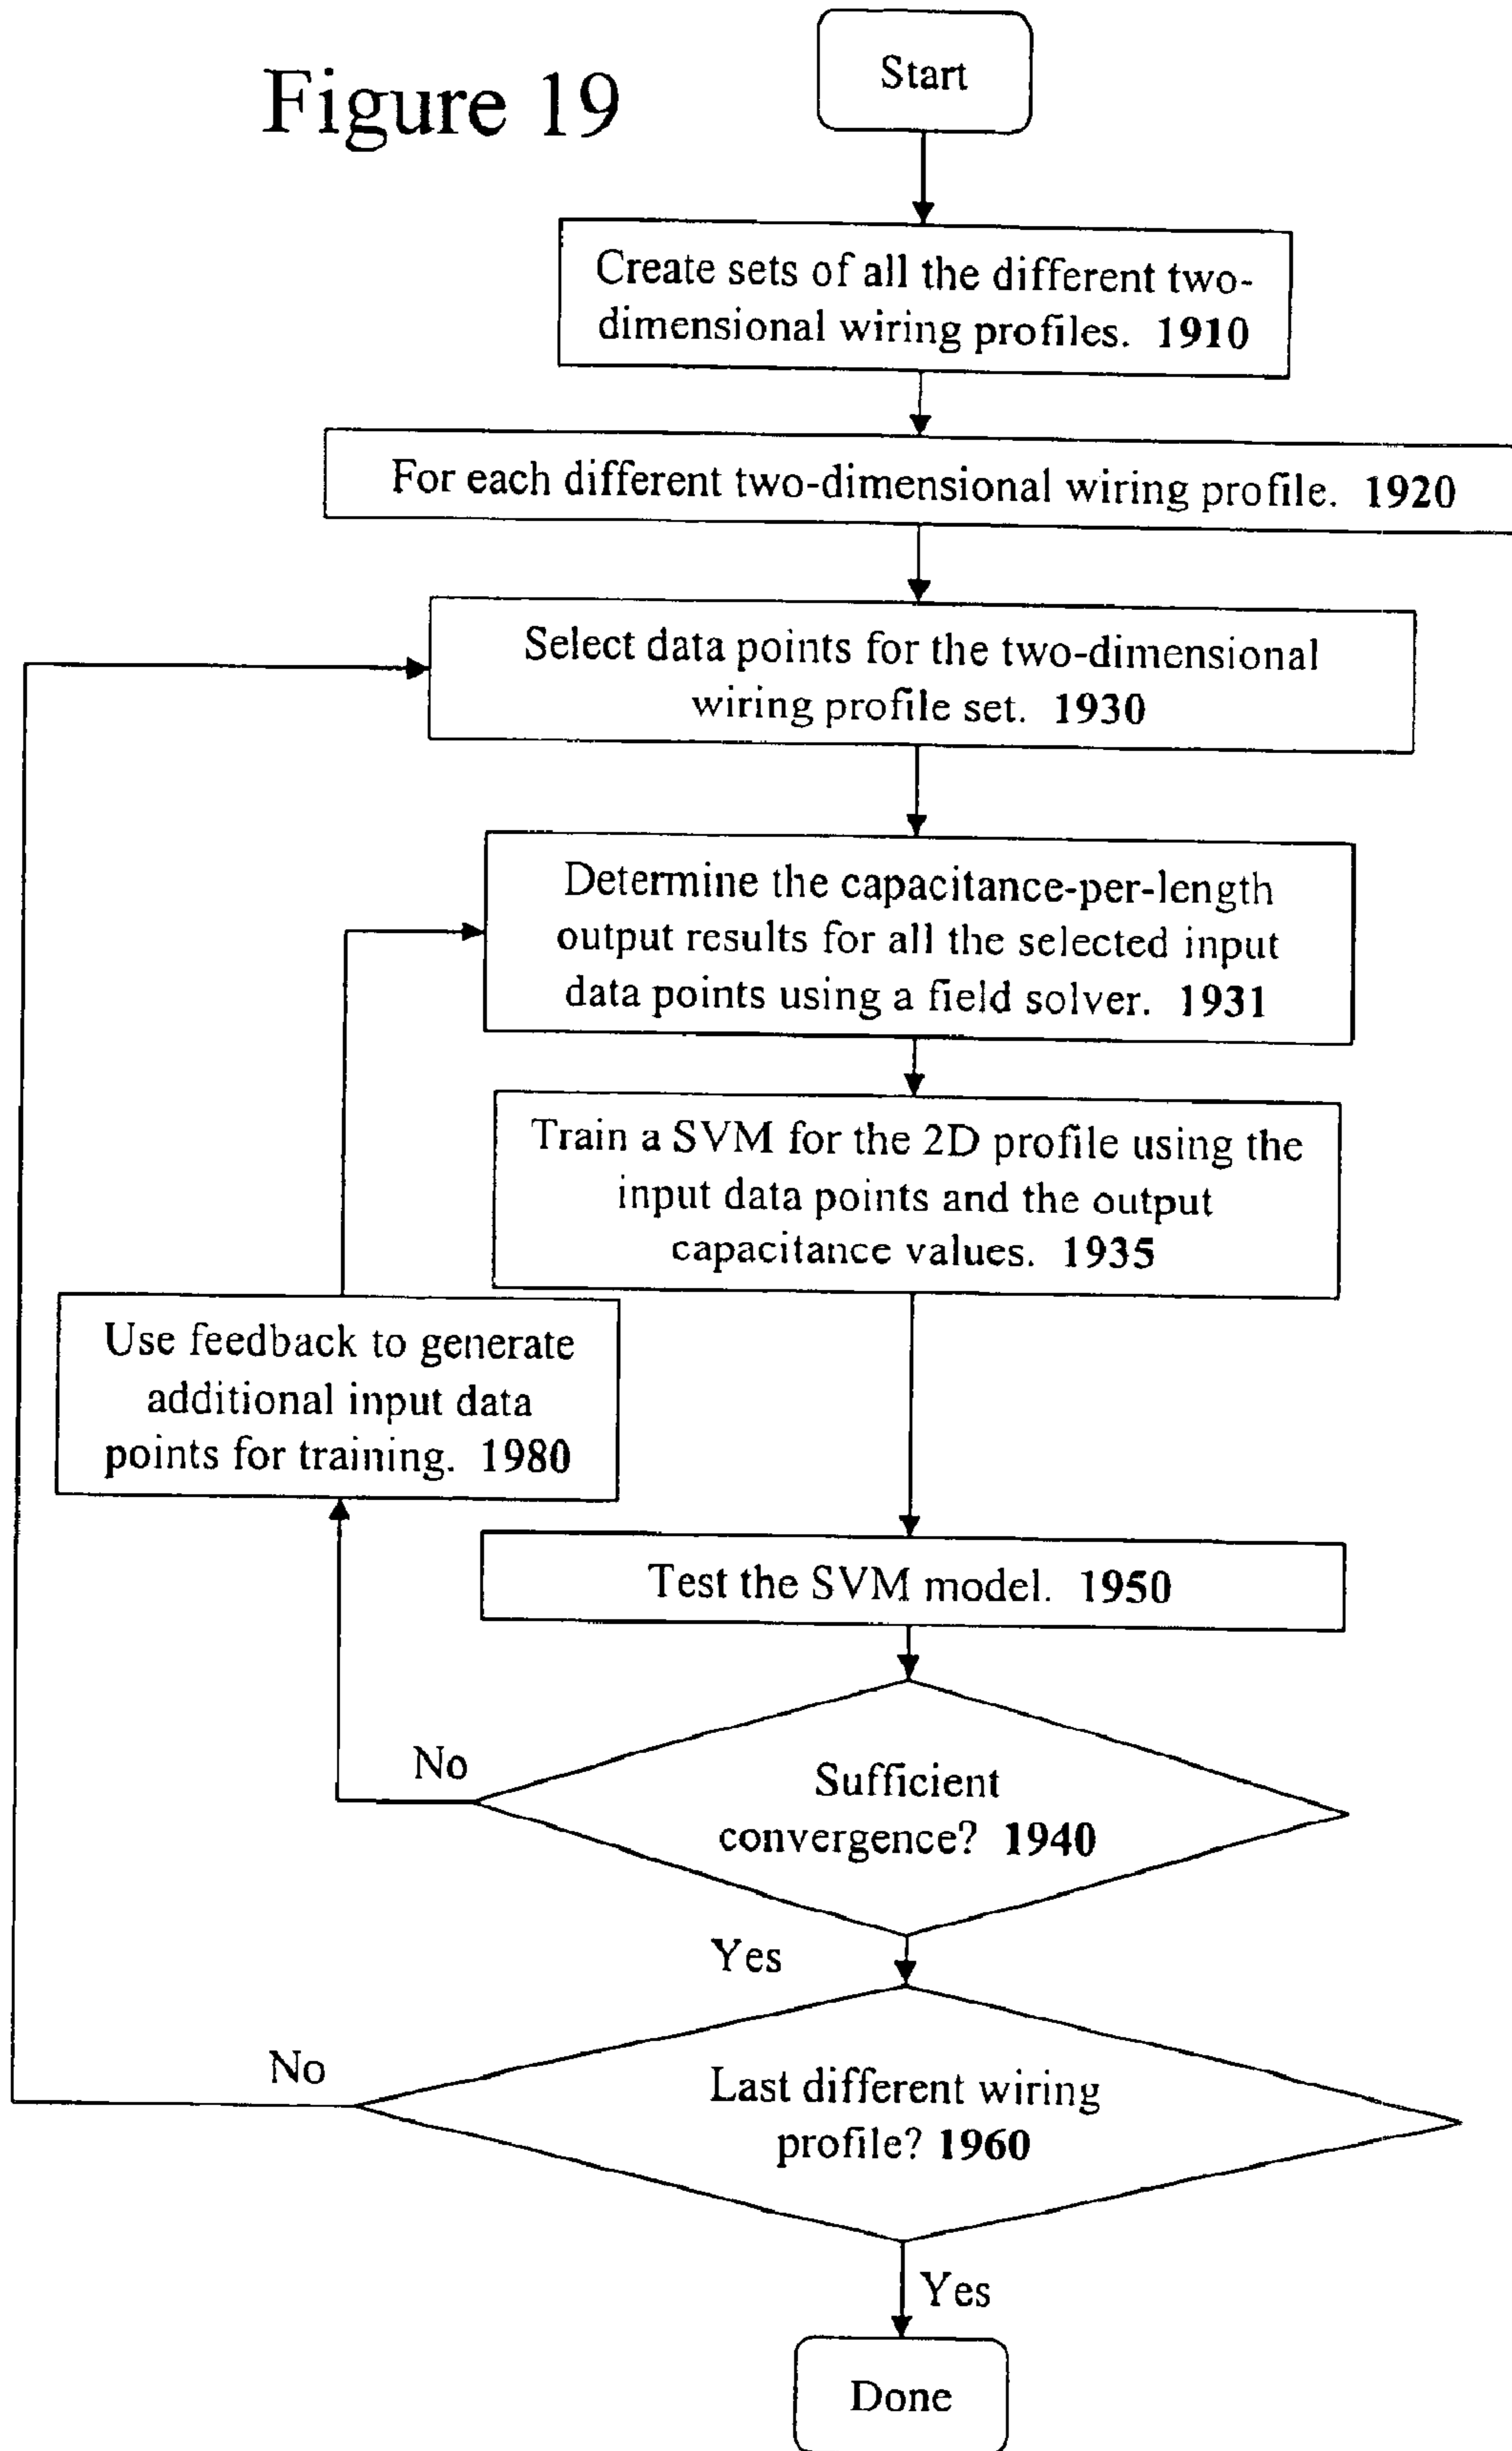 Figure 19
Start
Create sets of all the different two-
dimensional wiring profiles. 1910
For each different two-dimensional wiring profile. 1920
Select data points for the two-dimensional
wiring profile set. 1930
Determine the capacitance-per-length
output results for all the selected input
data points using a field solver. 1931
Train a SVM for the 2D profile using the
input data points and the output
capacitance values. 1935
Use feedback to generate
additional input data
points for training. 1980
Test the SVM model. 1950
No
Sufficient
convergence? 1940
Yes
No
Last different wiring
profile? 1960
Yes
Done